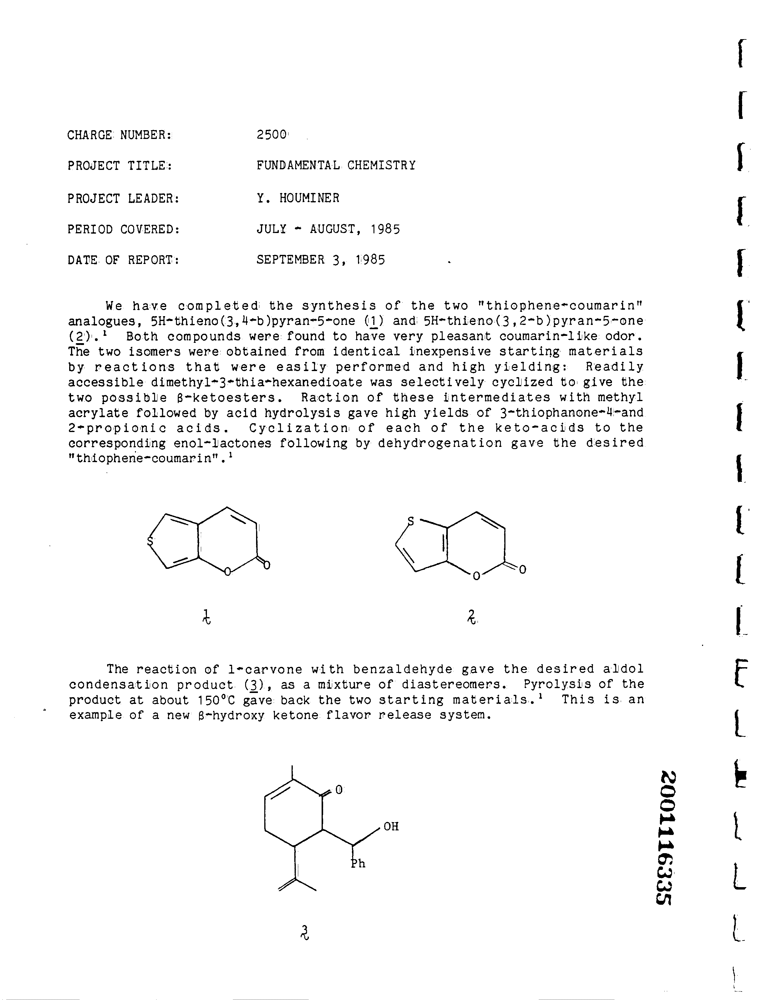 CHARGE NUMBER: 2500
PROJECT TITLE: FUNDAMENTAL CHEMISTRY
PROJECT LEADER: Y. HOUMINER
PERIOD COVERED: JULY - AUGUST, 1985
DATE OF REPORT: SEPTEMBER 3, 1985
We have completed the synthesis of the two "thiophene-coumarin"
analogues, 5H-thieno(3,4-b)pyran-5-one (1) and 5H-thieno(3,2-b)pyran-5-one
(2).¹ Both compounds were found to have very pleasant coumarin-like odor.
The two isomers were obtained from identical inexpensive starting materials
by reactions that were easily performed and high yielding: Readily
accessible dimethyl-3-thia-hexanedioate was selectively cyclized to give the
two possible β-ketoesters. Raction of these intermediates with methyl
acrylate followed by acid hydrolysis gave high yields of 3-thiophanone-4-and
2-propionic acids. Cyclization of each of the keto-acids to the
corresponding enol-lactones following by dehydrogenation gave the desired
"thiophene-coumarin".¹
S O O
S O O
1 2
The reaction of l-carvone with benzaldehyde gave the desired aldol
condensation product (3), as a mixture of diastereomers. Pyrolysis of the
product at about 150°C gave back the two starting materials.¹ This is an
example of a new β-hydroxy ketone flavor release system.
O
OH
Ph
3
2001116335